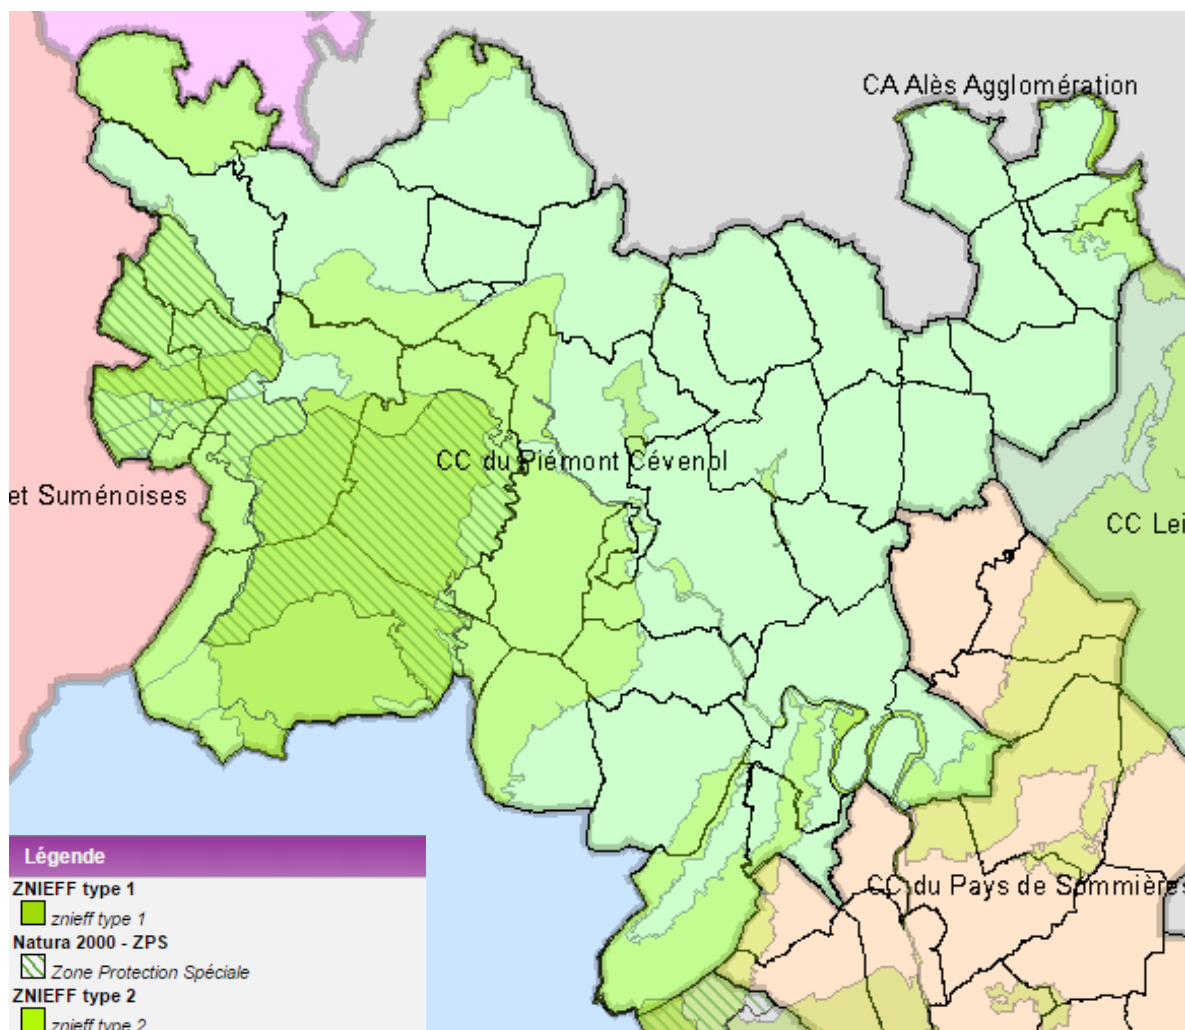 CA Alès Agglomération
CC du Piémont Cévenol
et Suménoises
CC Lei
CC du Pays de Sommières
Légende
ZNIEFF type 1
znieff type 1
Natura 2000 - ZPS
Zone Protection Spéciale
ZNIEFF type 2
znieff type 2